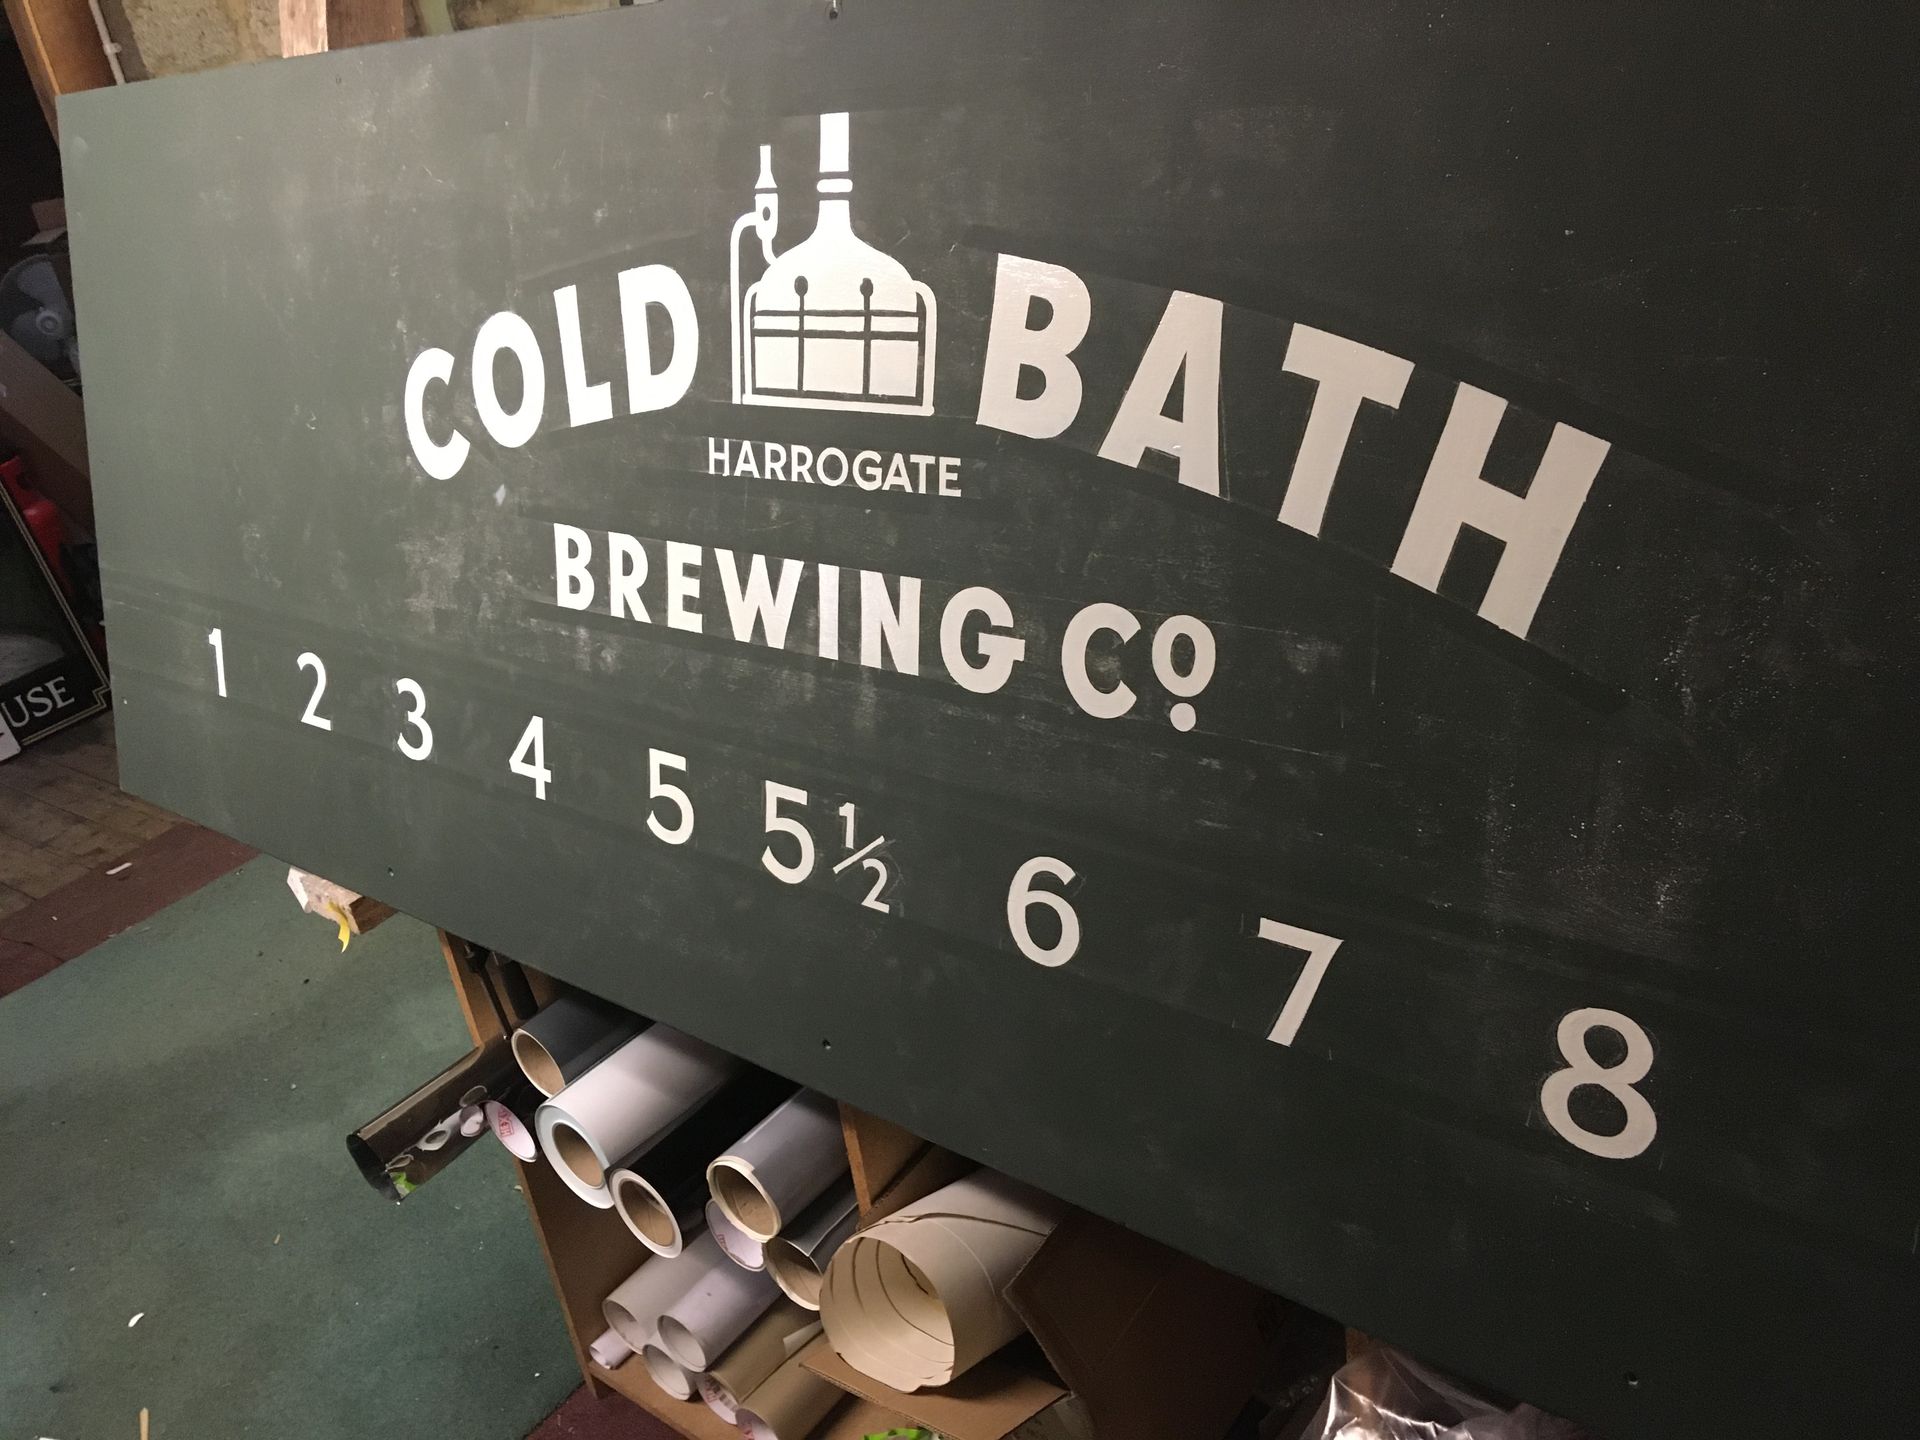 COLD BATH
HARROGATE
BREWING Cº
1 2 3 4 5 5½ 6 7 8
USE